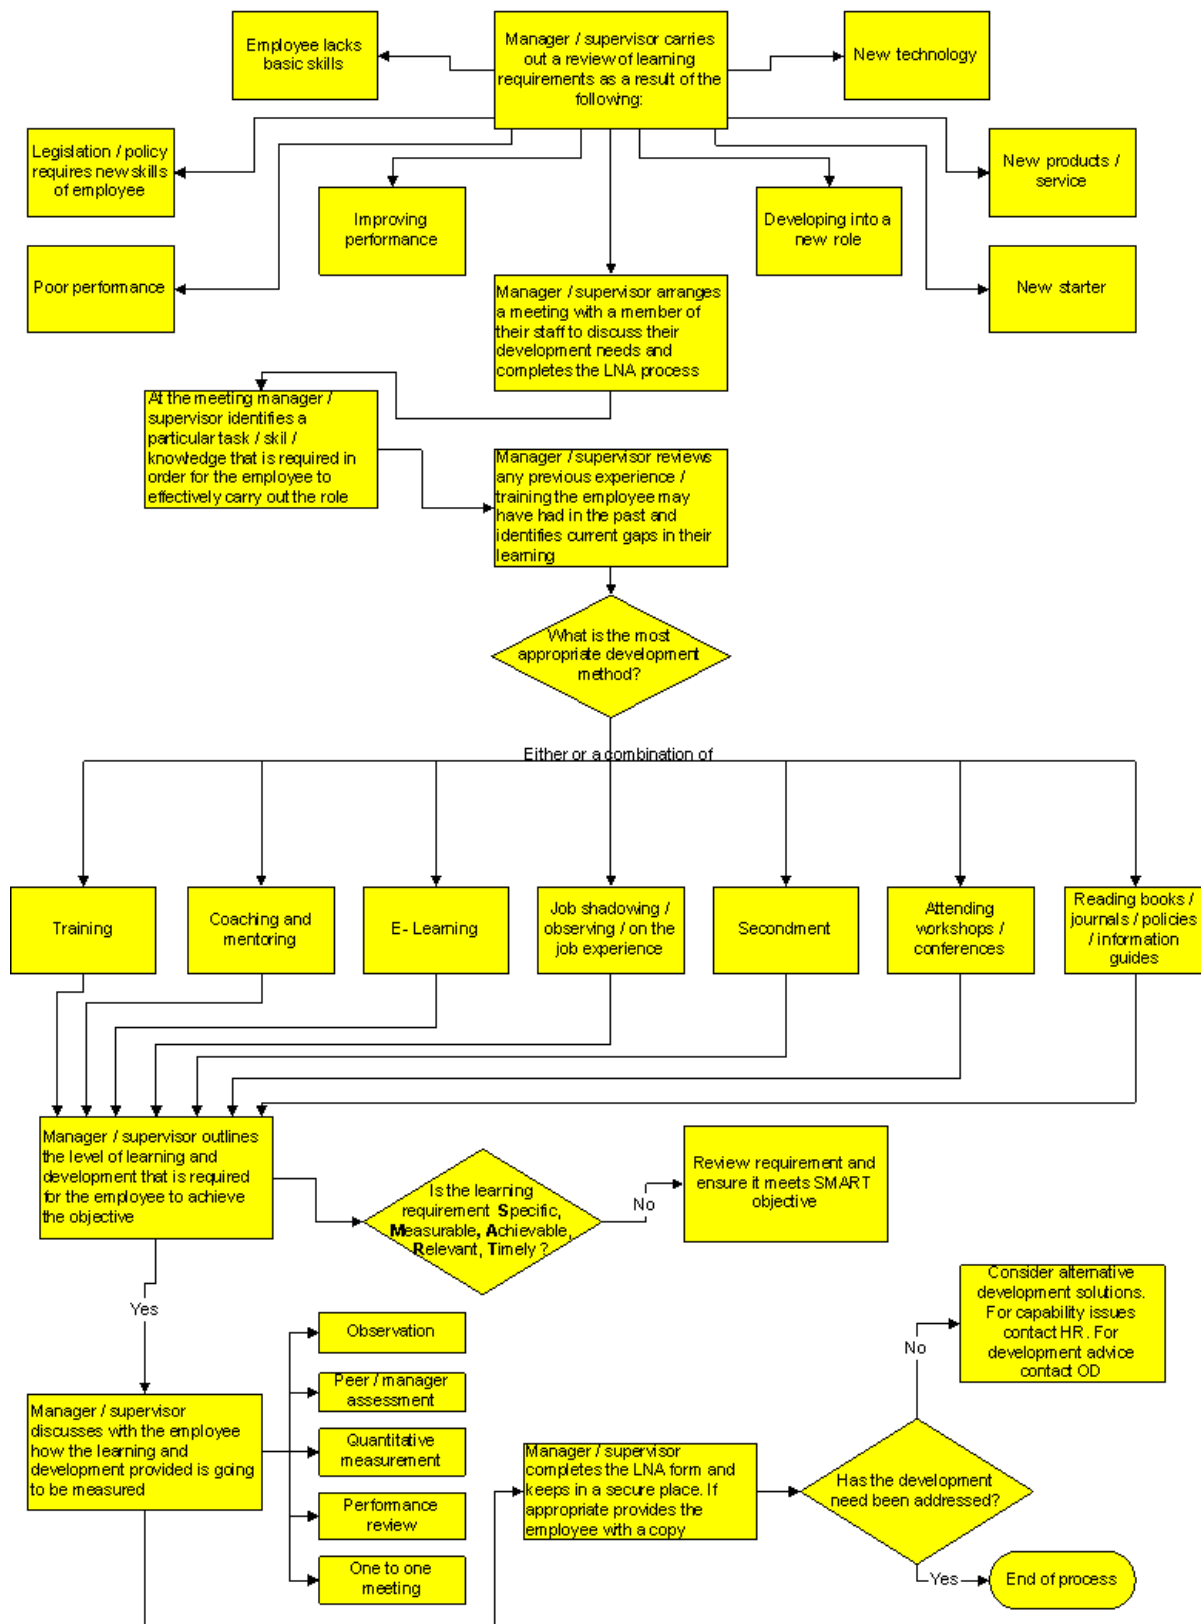 Employee lacks
basic skills
Manager / supervisor carries
out a review of learning
requirements as a result of the
following:
New technology
Legislation / policy
requires new skills
of employee
Improving
performance
Developing into a
new role
New products /
service
Poor performance
Manager / supervisor arranges
a meeting with a member of
their staff to discuss their
development needs and
completes the LNA process
New starter
At the meeting manager /
supervisor identifies a
particular task / skil /
knowledge that is required in
order for the employee to
effectively carry out the role
Manager / supervisor reviews
any previous experience /
training the employee may
have had in the past and
identifies current gaps in their
learning
What is the most
appropriate development
method?
Either or a combination of
Training
Coaching and
mentoring
E- Learning
Job shadowing /
observing / on the
job experience
Secondment
Attending
workshops /
conferences
Reading books /
journals / policies
/ information
guides
Manager / supervisor outlines
the level of learning and
development that is required
for the employee to achieve
the objective
Is the learning
requirement Specific,
Measurable, Achievable,
Relevant, Timely ?
No
Review requirement and
ensure it meets SMART
objective
Yes
Consider alternative
development solutions.
For capability issues
contact HR. For
development advice
contact OD
No
Manager / supervisor
discusses with the employee
how the learning and
development provided is going
to be measured
Observation
Peer / manager
assessment
Quantitative
measurement
Performance
review
One to one
meeting
Manager / supervisor
completes the LNA form and
keeps in a secure place. If
appropriate provides the
employee with a copy
Has the development
need been addressed?
Yes
End of process